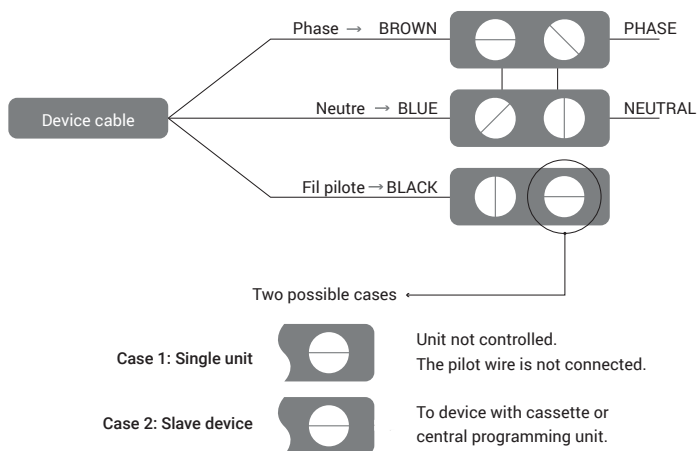 Phase → BROWN PHASE
Device cable
Neutre → BLUE NEUTRAL
Fil pilote → BLACK
Two possible cases
Case 1: Single unit
Unit not controlled.
The pilot wire is not connected.
Case 2: Slave device
To device with cassette or
central programming unit.